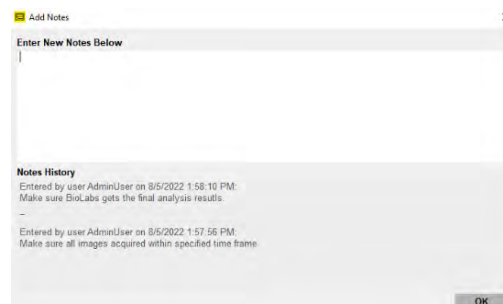 Add Notes
Enter New Notes Below
Notes History
Entered by user AdminUser on 8/5/2022 1:58:10 PM:
Make sure BioLabs gets the final analysis resutls.
--
Entered by user AdminUser on 8/5/2022 1:57:56 PM:
Make sure all images acquired within specified time frame
OK